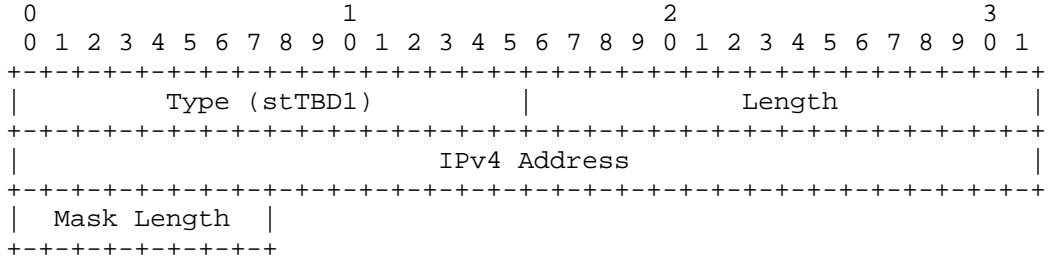 0                   1                   2                   3
 0 1 2 3 4 5 6 7 8 9 0 1 2 3 4 5 6 7 8 9 0 1 2 3 4 5 6 7 8 9 0 1
+-+-+-+-+-+-+-+-+-+-+-+-+-+-+-+-+-+-+-+-+-+-+-+-+-+-+-+-+-+-+-+-+
|         Type (stTBD1)         |             Length            |
+-+-+-+-+-+-+-+-+-+-+-+-+-+-+-+-+-+-+-+-+-+-+-+-+-+-+-+-+-+-+-+-+
|                          IPv4 Address                         |
+-+-+-+-+-+-+-+-+-+-+-+-+-+-+-+-+-+-+-+-+-+-+-+-+-+-+-+-+-+-+-+-+
|  Mask Length  |
+-+-+-+-+-+-+-+-+